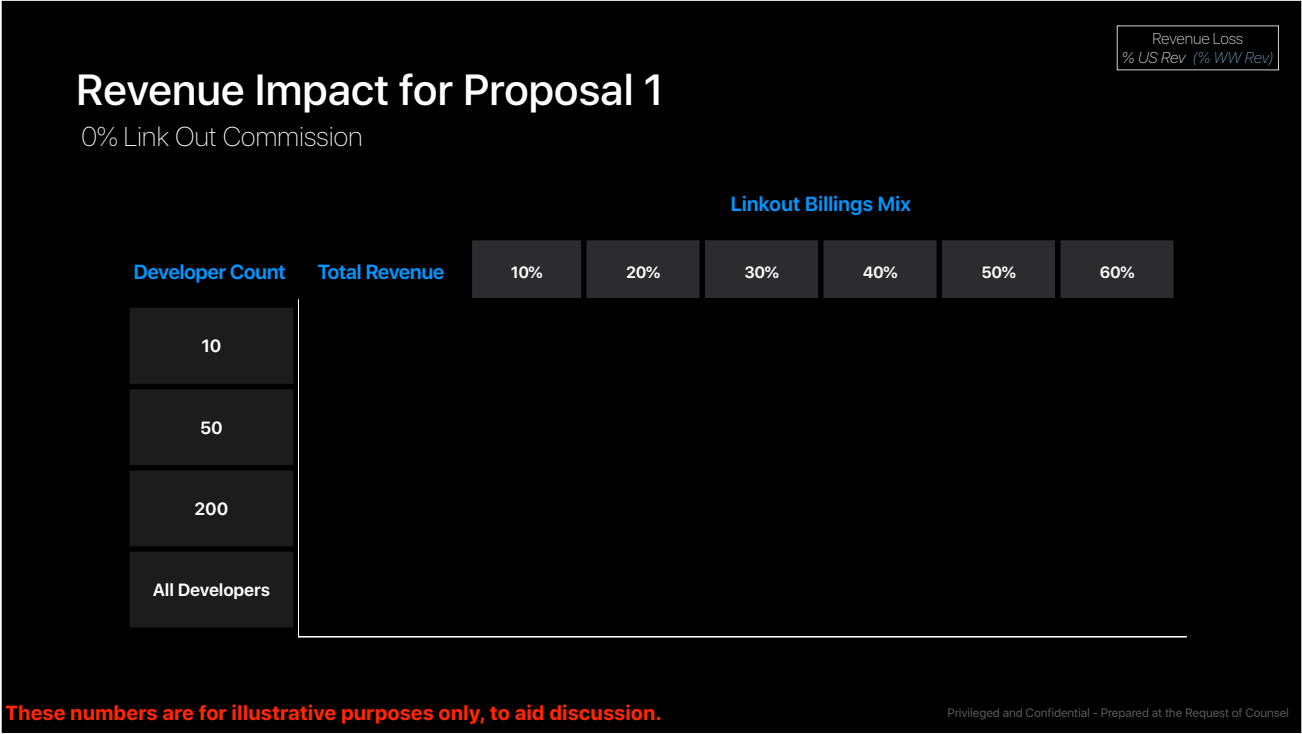 Revenue Loss
% US Rev (% WW Rev)
Revenue Impact for Proposal 1
0% Link Out Commission
Linkout Billings Mix
Developer Count Total Revenue 10% 20% 30% 40% 50% 60%
10
50
200
All Developers
These numbers are for illustrative purposes only, to aid discussion.
Privileged and Confidential - Prepared at the Request of Counsel